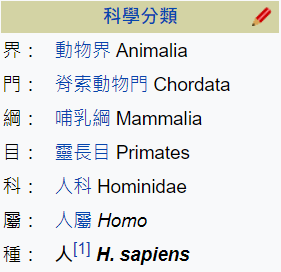 科學分類
界： 動物界 Animalia
門： 脊索動物門 Chordata
綱： 哺乳綱 Mammalia
目： 靈長目 Primates
科： 人科 Hominidae
屬： 人屬 Homo
種： 人[1] H. sapiens